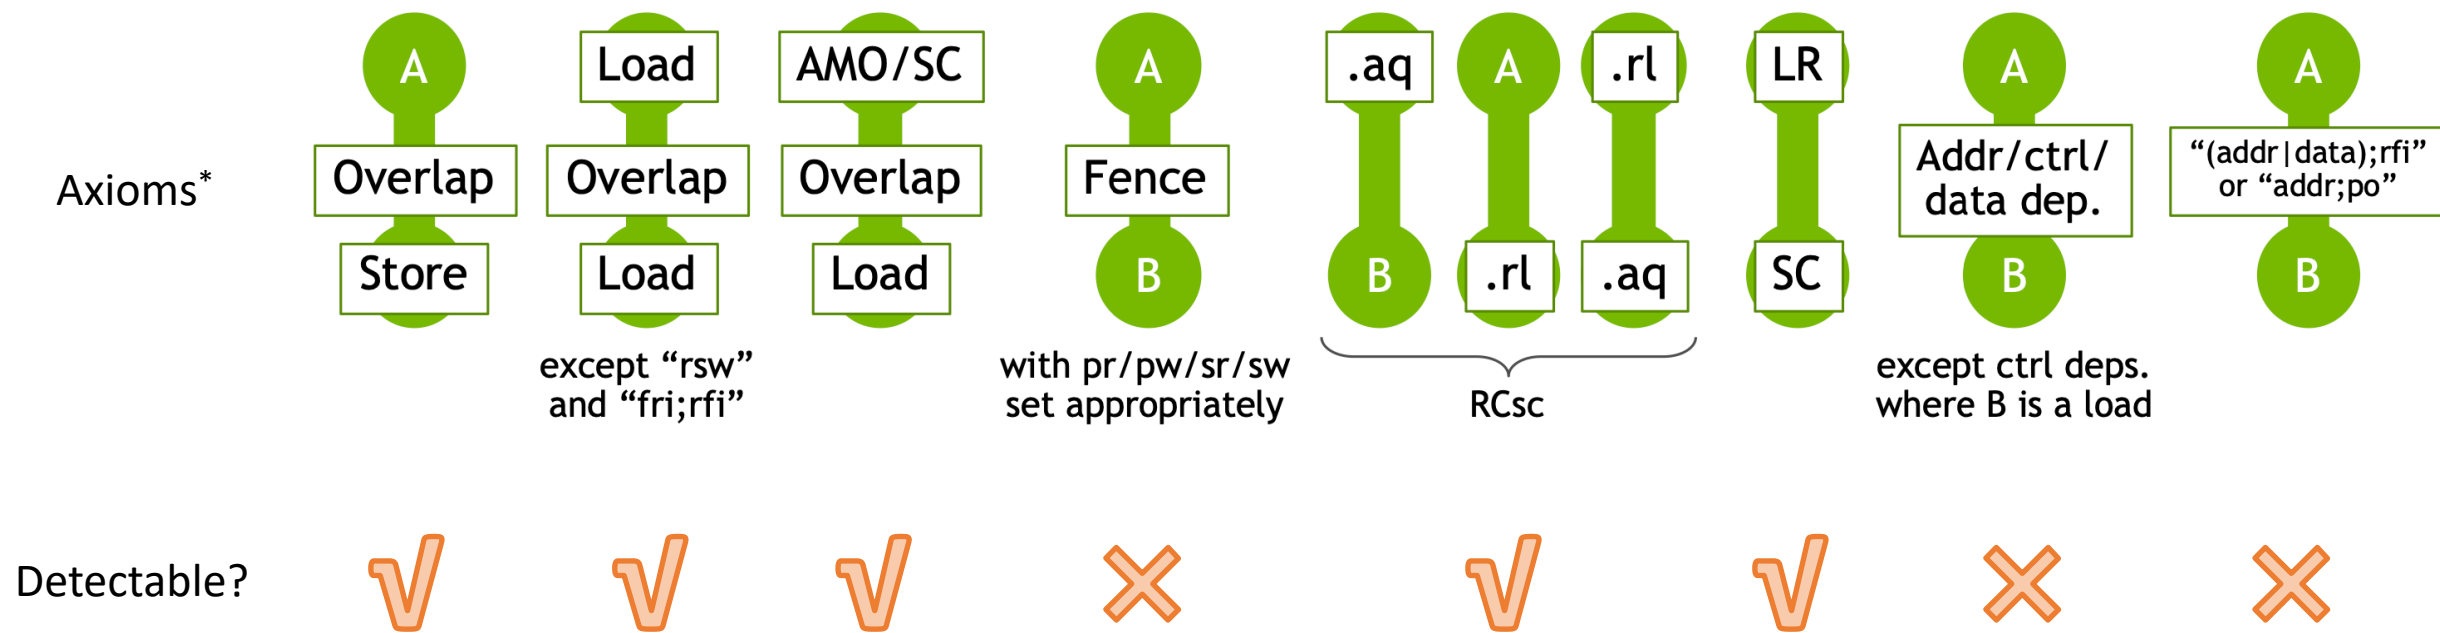 Axioms*
A
Overlap
Store
Load
Overlap
Load
except “rsw”
and “fri;rfi”
AMO/SC
Overlap
Load
A
Fence
B
with pr/pw/sr/sw
set appropriately
.aq
B
A
.rl
.rl
.aq
RCsc
LR
SC
A
Addr/ctrl/
data dep.
B
except ctrl deps.
where B is a load
A
“(addr|data);rfi”
or “addr;po”
B
Detectable?